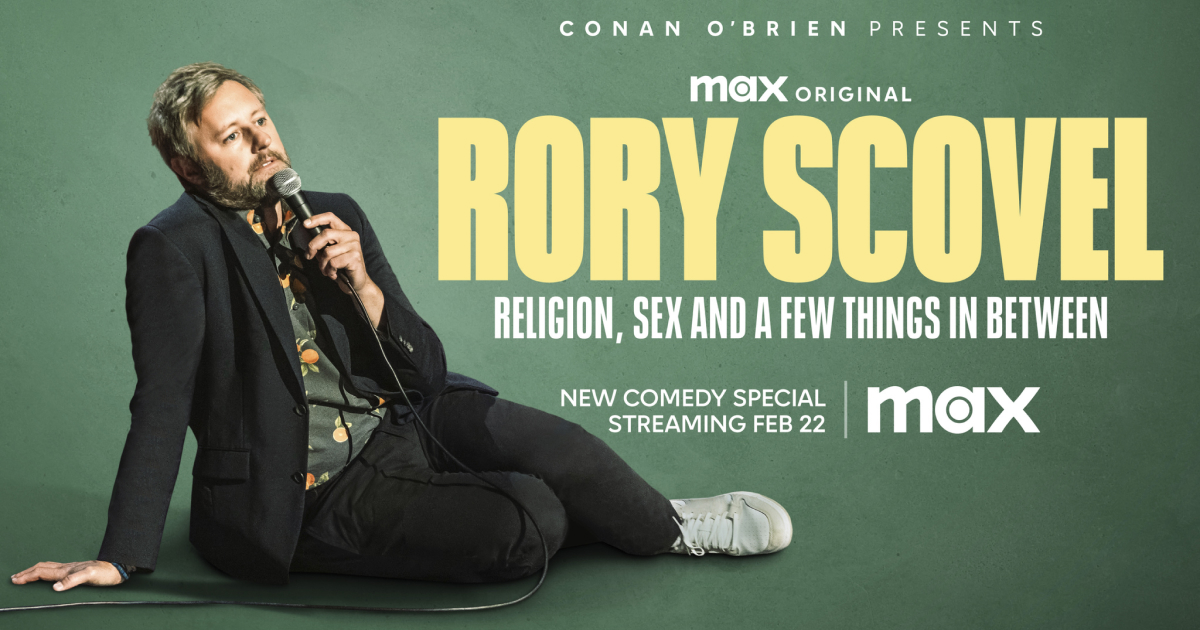 CONAN O'BRIEN PRESENTS
max ORIGINAL
RORY SCOVEL
RELIGION, SEX AND A FEW THINGS IN BETWEEN
NEW COMEDY SPECIAL
STREAMING FEB 22
max